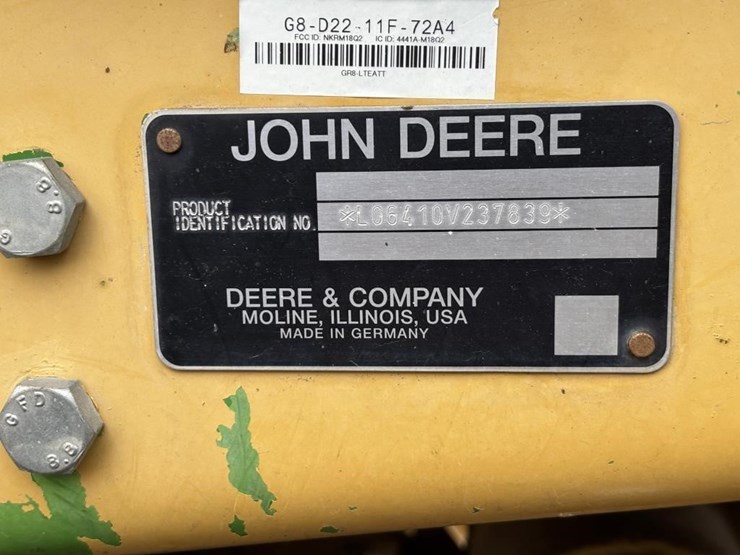 G8-D22-11F-72A4
FCC ID: NKRM18Q2 IC ID: 4441A-M18Q2
GR8-LTEATT
JOHN DEERE
PRODUCT
IDENTIFICATION NO.
*L06410V237839*
DEERE & COMPANY
MOLINE, ILLINOIS, USA
MADE IN GERMANY
8.8
GFD
8.8